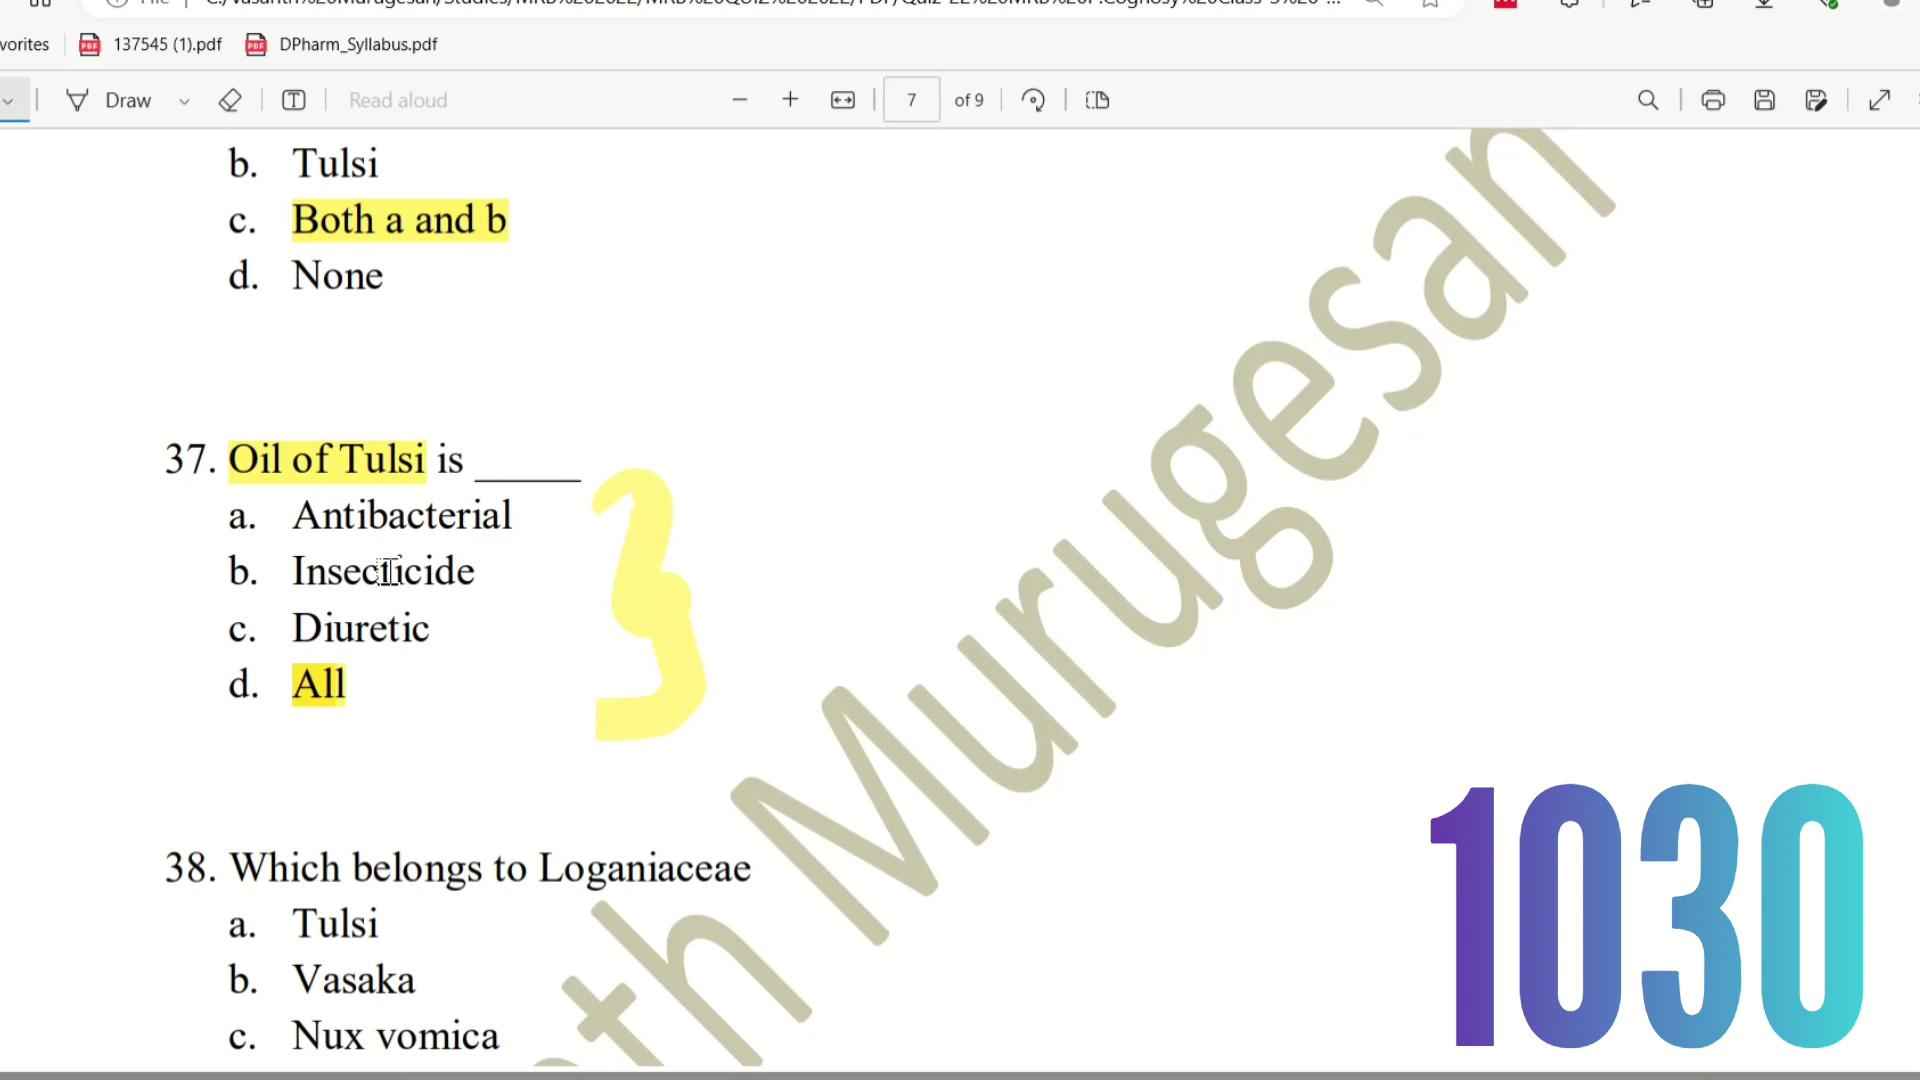 vorites
137545 (1).pdf
DPharm_Syllabus.pdf
Draw
Read aloud
7 of 9
b. Tulsi
c. Both a and b
d. None
37. Oil of Tulsi is _____
a. Antibacterial
b. Insecticide
c. Diuretic
d. All
38. Which belongs to Loganiaceae
a. Tulsi
b. Vasaka
c. Nux vomica
th Murugesan
1030